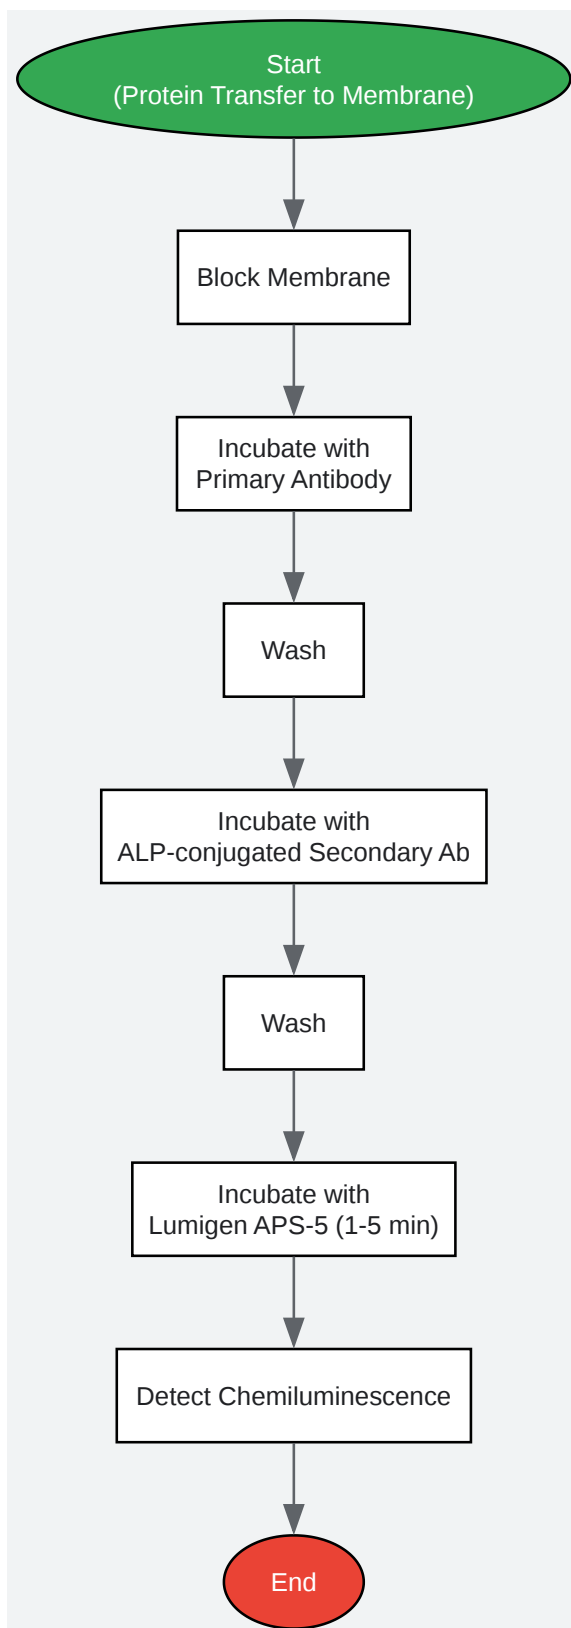 Start
(Protein Transfer to Membrane)
Block Membrane
Incubate with
Primary Antibody
Wash
Incubate with
ALP-conjugated Secondary Ab
Wash
Incubate with
Lumigen APS-5 (1-5 min)
Detect Chemiluminescence
End